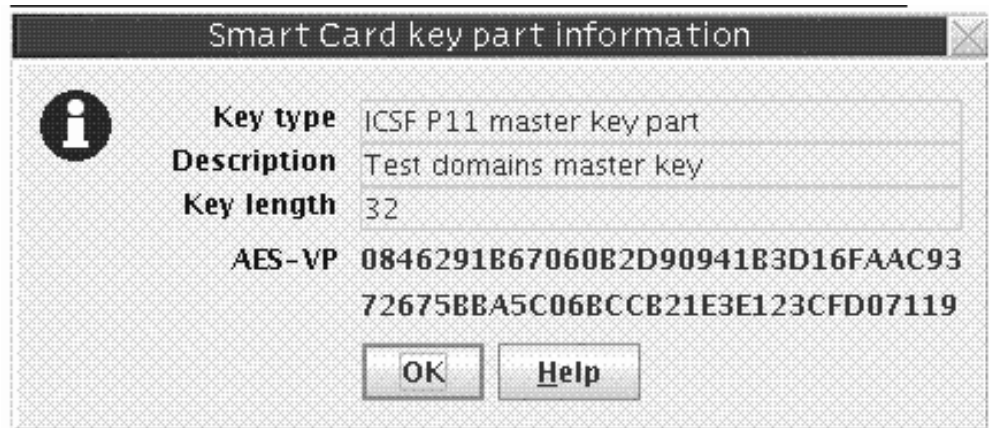 Smart Card key part information
Key type ICSF P11 master key part
Description Test domains master key
Key length 32
AES-VP 0846291B67060B2D90941B3D16FAAC93
72675BBA5C06BCCB21E3E123CFD07119
OK Help